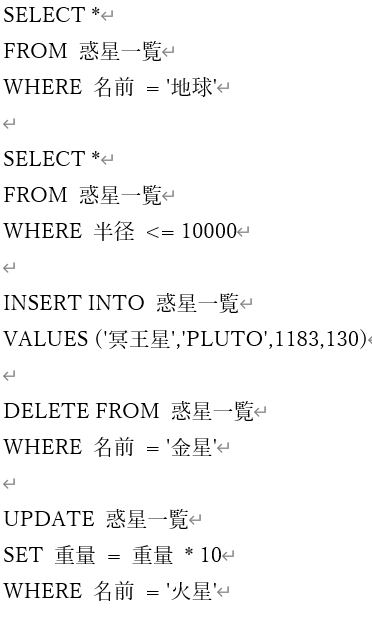 SELECT *
FROM 惑星一覧
WHERE 名前 = '地球'
SELECT *
FROM 惑星一覧
WHERE 半径 <= 10000
INSERT INTO 惑星一覧
VALUES ('冥王星','PLUTO',1183,130)
DELETE FROM 惑星一覧
WHERE 名前 = '金星'
UPDATE 惑星一覧
SET 重量 = 重量 * 10
WHERE 名前 = '火星'